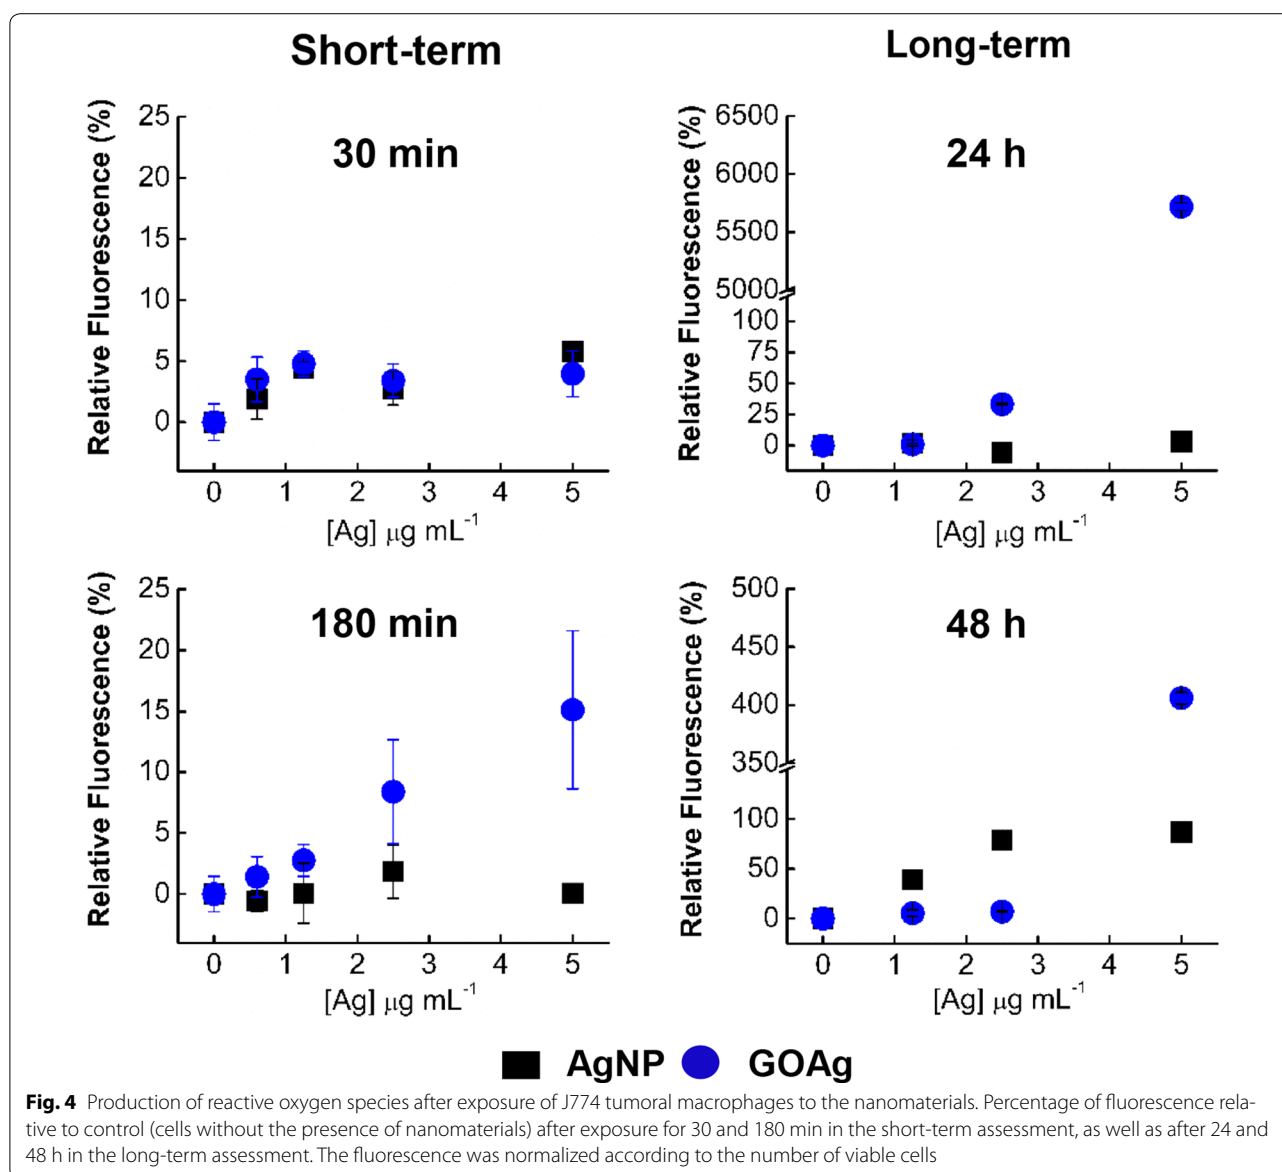 Short-term
Long-term
Relative Fluorescence (%)
25
20
15
10
5
0
30 min
0 1 2 3 4 5
[Ag] µg mL⁻¹
Relative Fluorescence (%)
6500
6000
5500
5000
100
75
50
25
0
24 h
0 1 2 3 4 5
[Ag] µg mL⁻¹
Relative Fluorescence (%)
25
20
15
10
5
0
180 min
0 1 2 3 4 5
[Ag] µg mL⁻¹
Relative Fluorescence (%)
500
450
400
350
100
50
0
48 h
0 1 2 3 4 5
[Ag] µg mL⁻¹
AgNP GOAg
Fig. 4 Production of reactive oxygen species after exposure of J774 tumoral macrophages to the nanomaterials. Percentage of fluorescence rela-
tive to control (cells without the presence of nanomaterials) after exposure for 30 and 180 min in the short-term assessment, as well as after 24 and
48 h in the long-term assessment. The fluorescence was normalized according to the number of viable cells